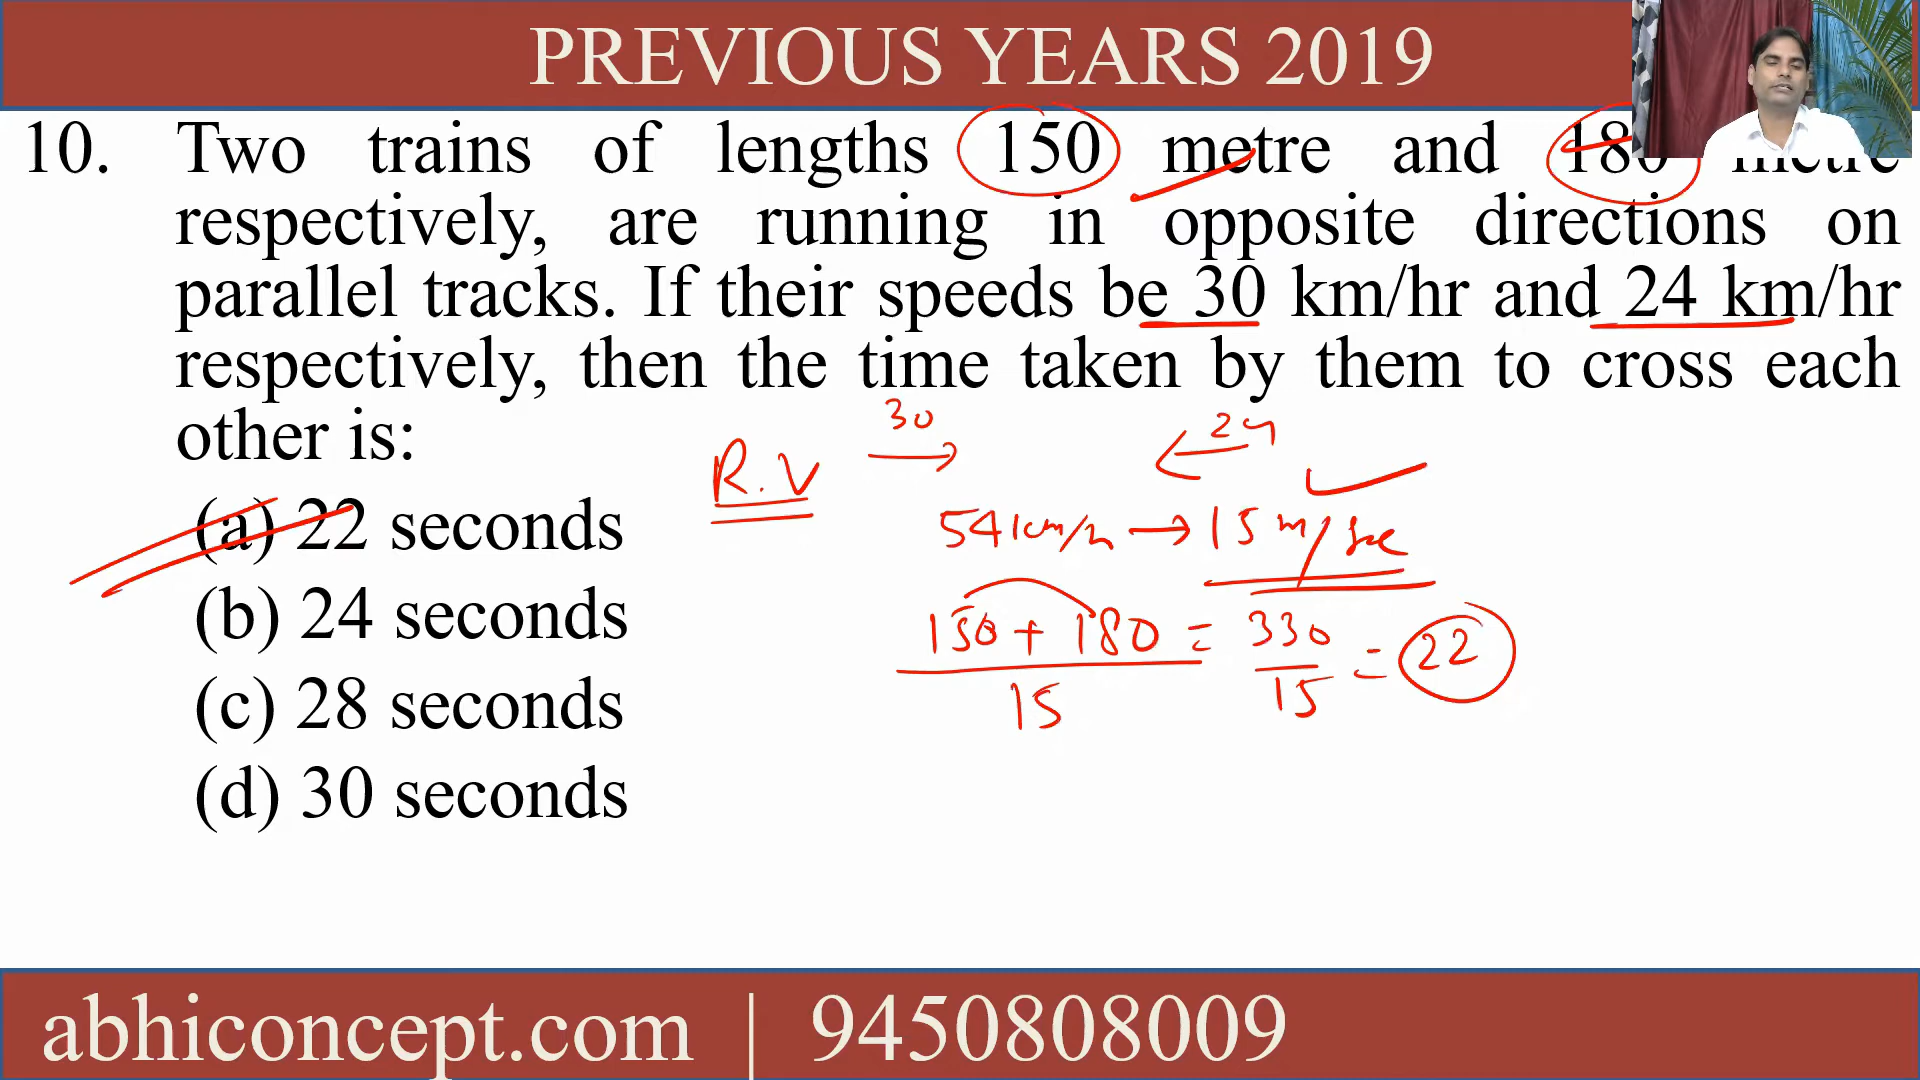 PREVIOUS YEARS 2019
10. Two trains of lengths 150 metre and 180 metre
respectively, are running in opposite directions on
parallel tracks. If their speeds be 30 km/hr and 24 km/hr
respectively, then the time taken by them to cross each
other is:
30
24
R.V
(a) 22 seconds
54 km/h → 15 m/sec
(b) 24 seconds
150 + 180 = 330 = 22
15 15
(c) 28 seconds
(d) 30 seconds
abhiconcept.com | 9450808009